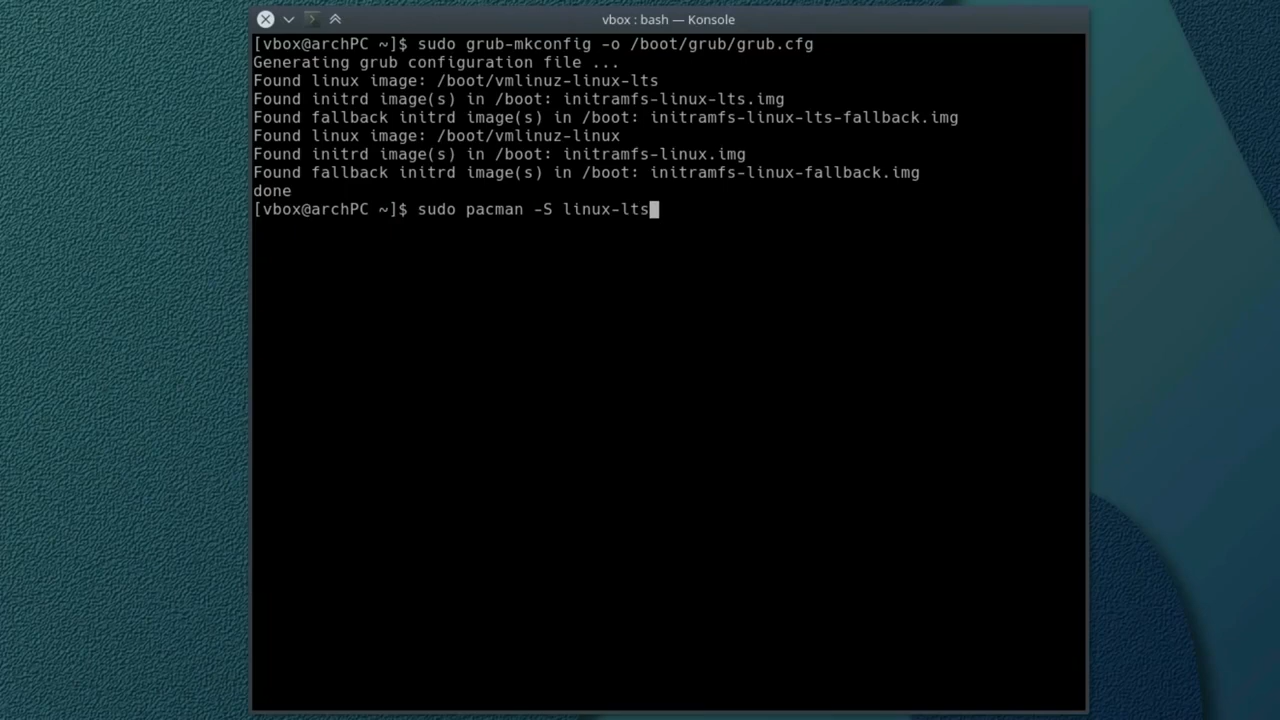 vbox : bash — Konsole
[vbox@archPC ~]$ sudo grub-mkconfig -o /boot/grub/grub.cfg
Generating grub configuration file ...
Found linux image: /boot/vmlinuz-linux-lts
Found initrd image(s) in /boot: initramfs-linux-lts.img
Found fallback initrd image(s) in /boot: initramfs-linux-lts-fallback.img
Found linux image: /boot/vmlinuz-linux
Found initrd image(s) in /boot: initramfs-linux.img
Found fallback initrd image(s) in /boot: initramfs-linux-fallback.img
done
[vbox@archPC ~]$ sudo pacman -S linux-lts